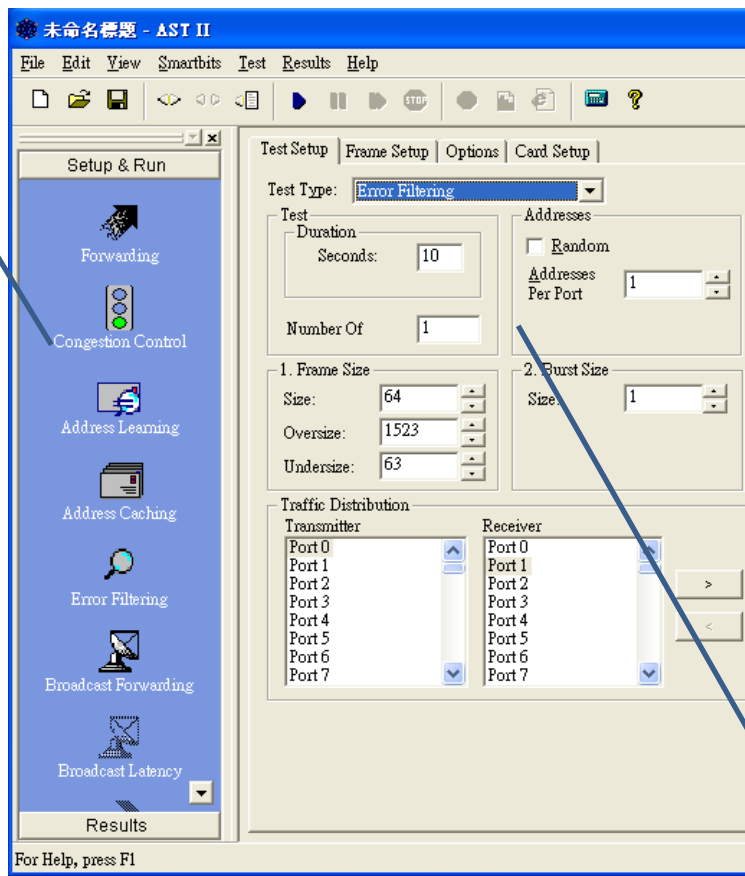 未命名標題 - AST II
File Edit View Smartbits Test Results Help
STOP
Setup & Run
Forwarding
Congestion Control
Address Learning
Address Caching
Error Filtering
Broadcast Forwarding
Broadcast Latency
Results
Test Setup Frame Setup Options Card Setup
Test Type: Error Filtering
Test
Duration
Seconds: 10
Number Of 1
Addresses
Random
Addresses
Per Port 1
1. Frame Size
Size: 64
Oversize: 1523
Undersize: 63
2. Burst Size
Size: 1
Traffic Distribution
Transmitter
Port 0
Port 1
Port 2
Port 3
Port 4
Port 5
Port 6
Port 7
Receiver
Port 0
Port 1
Port 2
Port 3
Port 4
Port 5
Port 6
Port 7
>
<
For Help, press F1